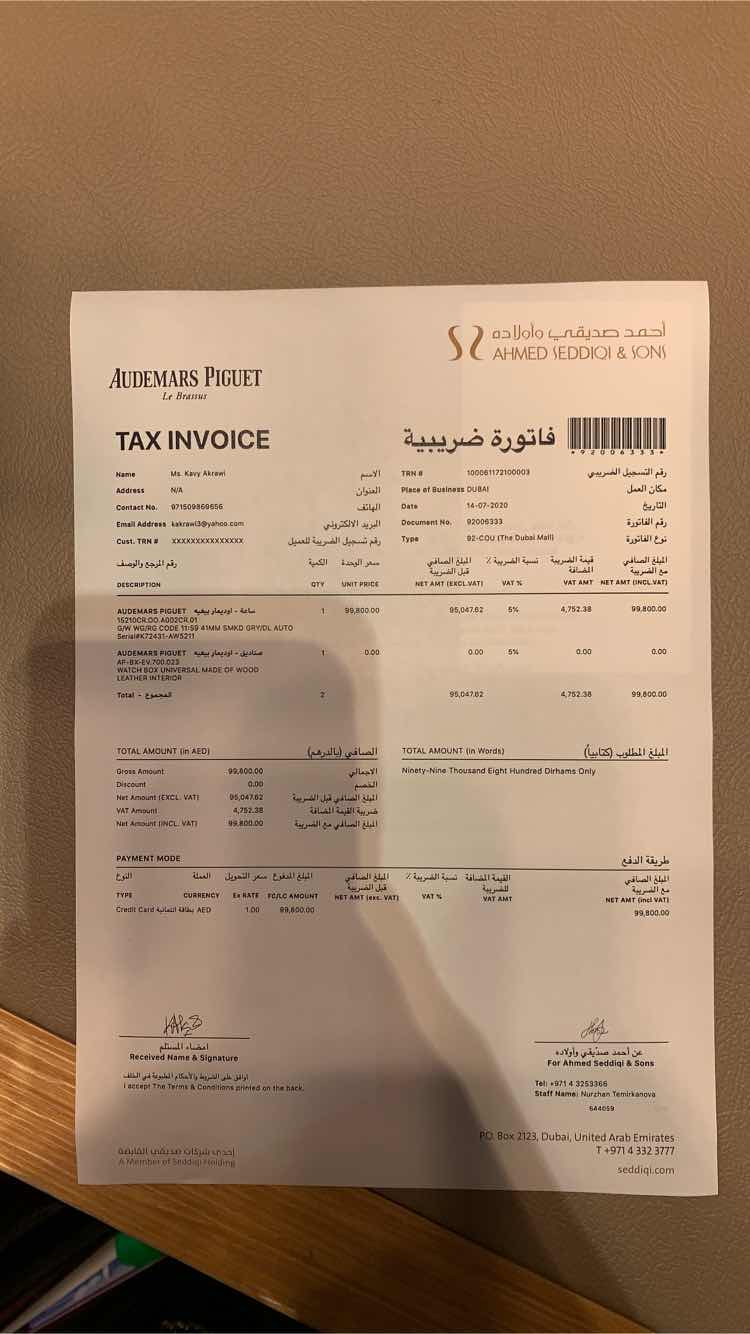 أحمد صديقي وأولاده
AHMED SEDDIQI & SONS
AUDEMARS PIGUET
Le Brassus
TAX INVOICE
فاتورة ضريبية
*92006333*
Name Ms. Kavy Akrawi الاسم
Address N/A العنوان
Contact No. 971509869656 الهاتف
Email Address kakrawi3@yahoo.com البريد الالكتروني
Cust. TRN # XXXXXXXXXXXXXXX رقم تسجيل الضريبة للعميل
TRN # 100061172100003 رقم التسجيل الضريبي
Place of Business DUBAI مكان العمل
Date 14-07-2020 التاريخ
Document No. 92006333 رقم الفاتورة
Type 92-COU (The Dubai Mall) نوع الفاتورة
رقم المرجع والوصف الكمية سعر الوحدة المبلغ الصافي قبل الضريبة نسبة الضريبة ٪ قيمة الضريبة المضافة المبلغ الصافي مع الضريبة
DESCRIPTION QTY UNIT PRICE NET AMT (EXCL.VAT) VAT % VAT AMT NET AMT (INCL.VAT)
AUDEMARS PIGUET ساعة - اوديمار بيغيه 1 99,800.00 95,047.62 5% 4,752.38 99,800.00
15210CR.OO.A002CR.01
G/W WG/RG CODE 11:59 41MM SMKD GRY/DL AUTO
Serial#K72431-AW5211
AUDEMARS PIGUET صناديق - اوديمار بيغيه 1 0.00 0.00 5% 0.00 0.00
AP-BX-EV.700.023
WATCH BOX UNIVERSAL MADE OF WOOD
LEATHER INTERIOR
Total - المجموع 2 95,047.62 4,752.38 99,800.00
TOTAL AMOUNT (in AED) الصافي (بالدرهم)
Gross Amount 99,800.00 الاجمالي
Discount 0.00 الخصم
Net Amount (EXCL. VAT) 95,047.62 المبلغ الصافي قبل الضريبة
VAT Amount 4,752.38 ضريبة القيمة المضافة
Net Amount (INCL. VAT) 99,800.00 المبلغ الصافي مع الضريبة
TOTAL AMOUNT (in Words) المبلغ المطلوب (كتابياً)
Ninety-Nine Thousand Eight Hundred Dirhams Only
PAYMENT MODE طريقة الدفع
النوع العملة سعر التحويل المبلغ المدفوع المبلغ الصافي قبل الضريبة نسبة الضريبة ٪ القيمة المضافة للضريبة المبلغ الصافي مع الضريبة
TYPE CURRENCY Ex RATE FC/LC AMOUNT NET AMT (exc. VAT) VAT % VAT AMT NET AMT (incl VAT)
Credit Card بطاقة ائتمانية AED 1.00 99,800.00 99,800.00
امضاء المستلم
Received Name & Signature
اوافق على الشروط والأحكام المطبوعة في الخلف
I accept The Terms & Conditions printed on the back.
عن أحمد صدّيقي وأولاده
For Ahmed Seddiqi & Sons
Tel: +971 4 3253366
Staff Name: Nurzhan Temirkanova
644059
إحدى شركات صديقي القابضة
A Member of Seddiqi Holding
P.O. Box 2123, Dubai, United Arab Emirates
T +971 4 332 3777
seddiqi.com